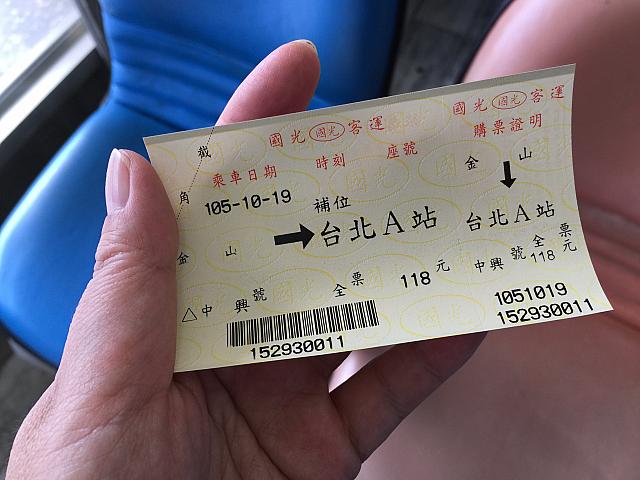 截角
國光 國光 客運
乘車日期 時刻 座號
105-10-19 補位
金山 → 台北A站
△中興號 全票 118元
152930011
國光 國光 客運
購票證明
金山
↓
台北A站
中興號 全票 118元
1051019
152930011